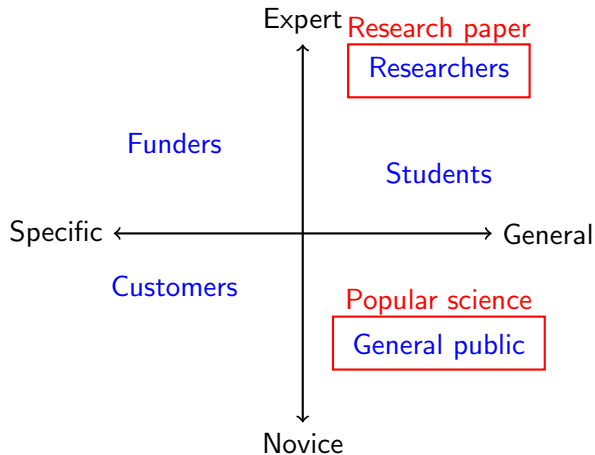 Expert
Research paper
Researchers
Funders
Students
Specific
General
Customers
Popular science
General public
Novice